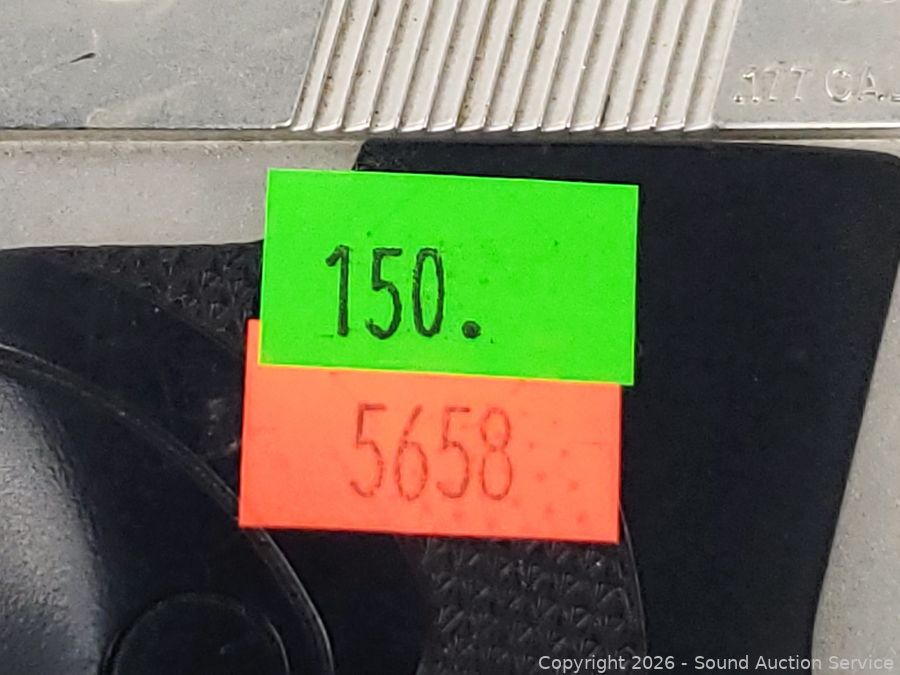 .177 CAL
150.
5658
Copyright 2026 - Sound Auction Service